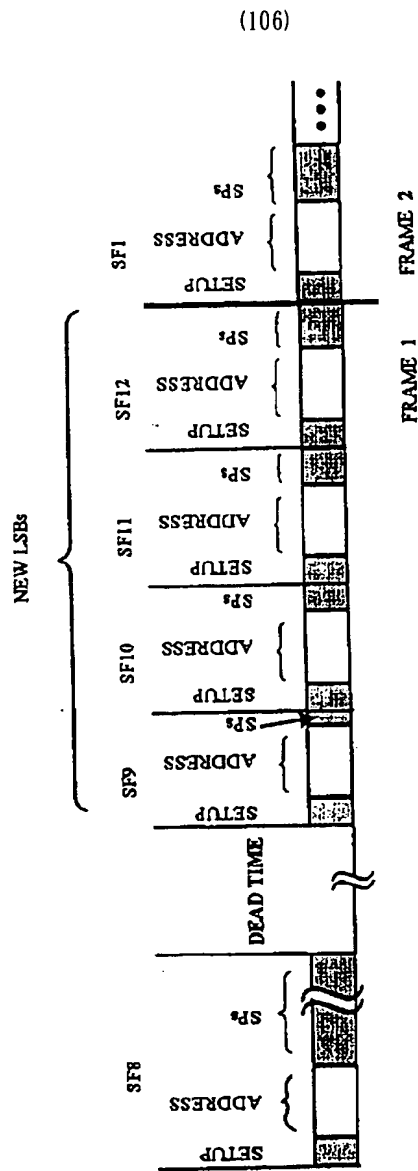 (106)
NEW LSBs
SF8
SF9
SF10
SF11
SF12
SF1
SETUP
ADDRESS
SPs
DEAD TIME
SETUP
ADDRESS
SPs
SETUP
ADDRESS
SPs
SETUP
ADDRESS
SPs
SETUP
ADDRESS
SPs
SETUP
ADDRESS
SPs
FRAME 1
FRAME 2